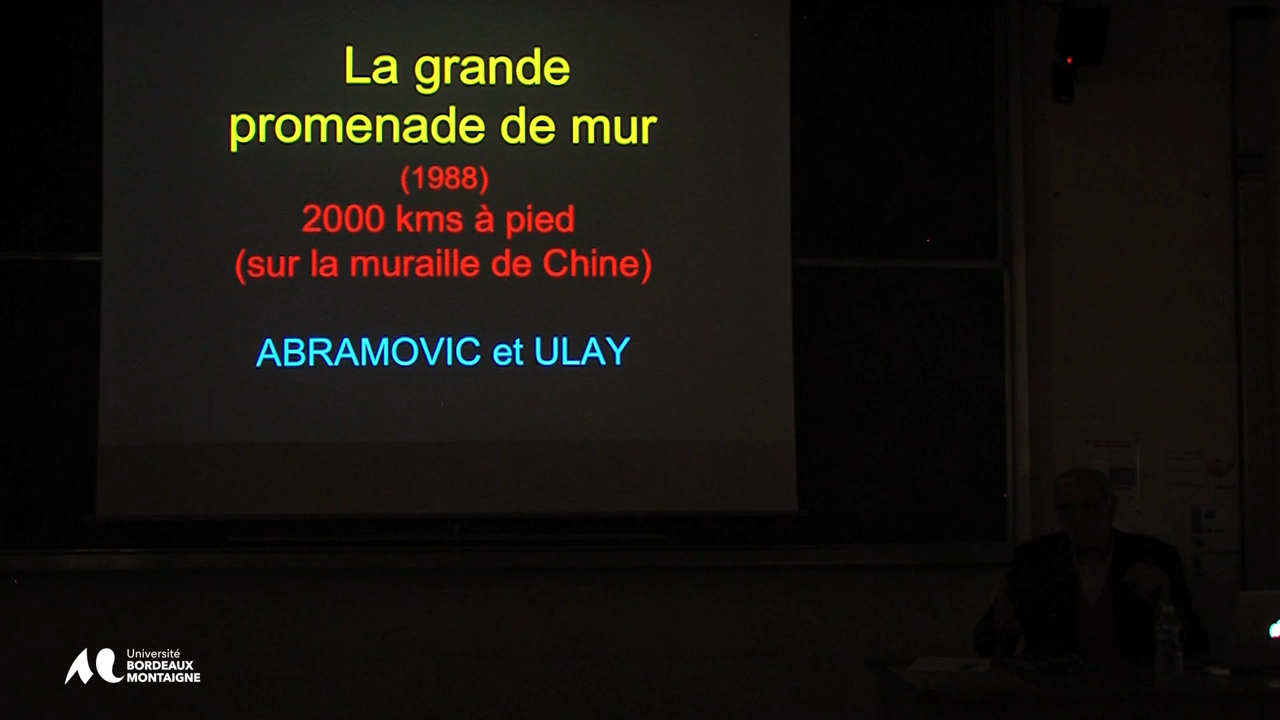 La grande
promenade de mur
(1988)
2000 kms à pied
(sur la muraille de Chine)
ABRAMOVIC et ULAY
Université
BORDEAUX
MONTAIGNE